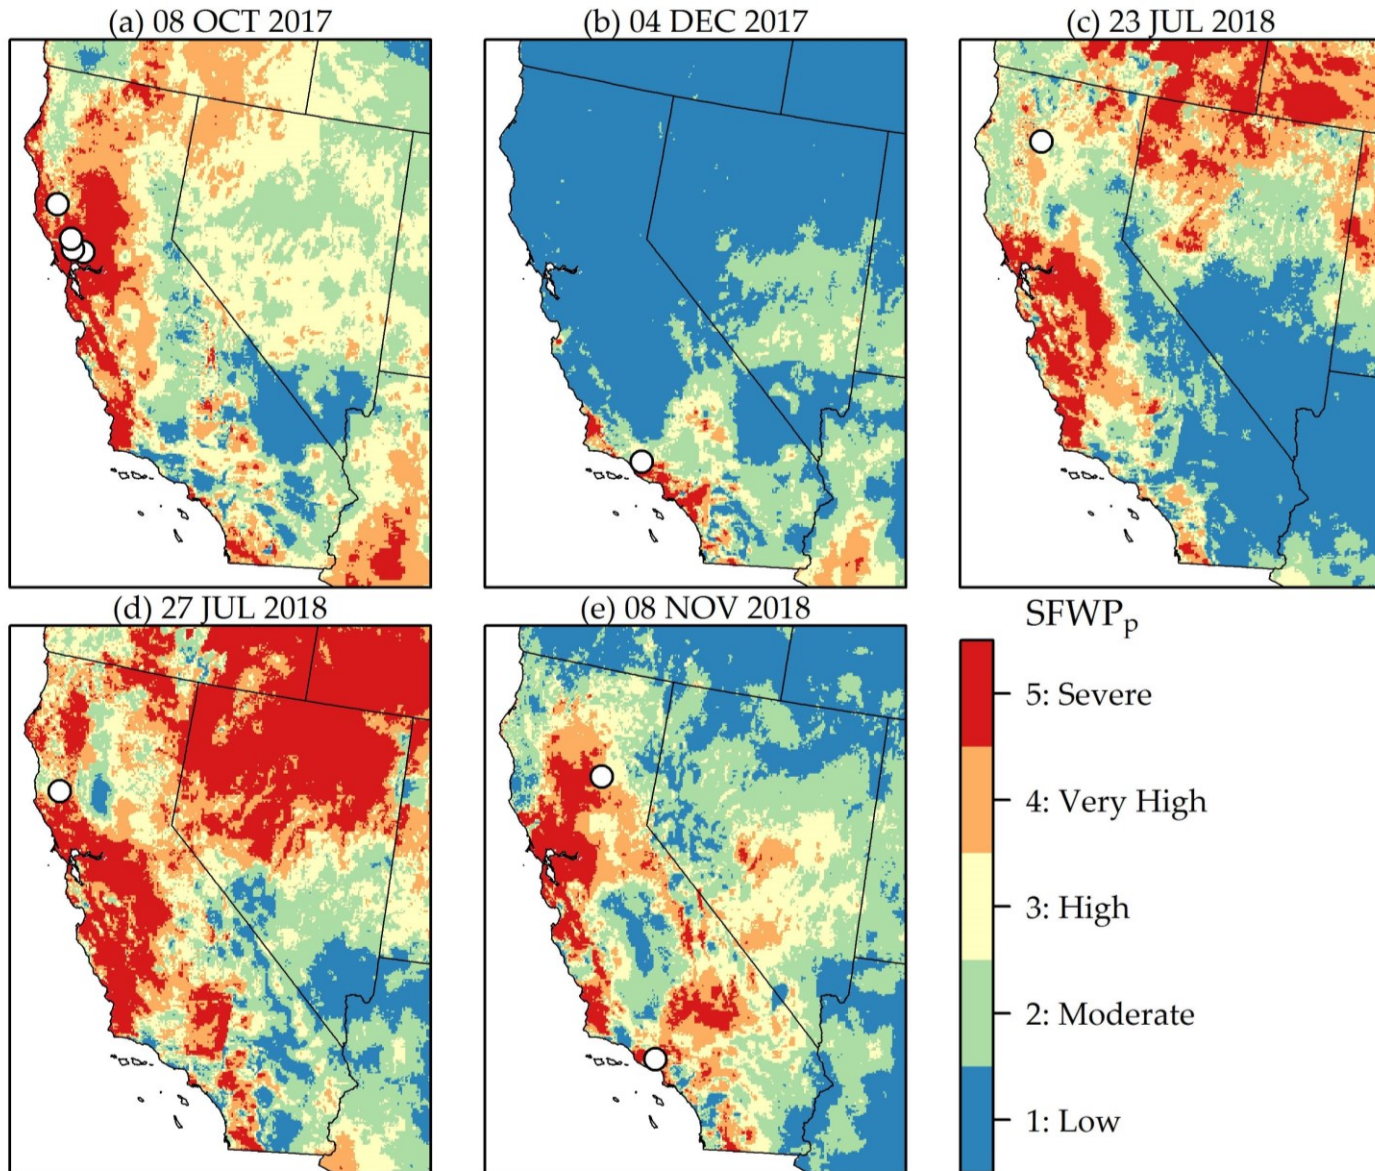 (a) 08 OCT 2017
(b) 04 DEC 2017
(c) 23 JUL 2018
(d) 27 JUL 2018
(e) 08 NOV 2018
SFWPp
5: Severe
4: Very High
3: High
2: Moderate
1: Low